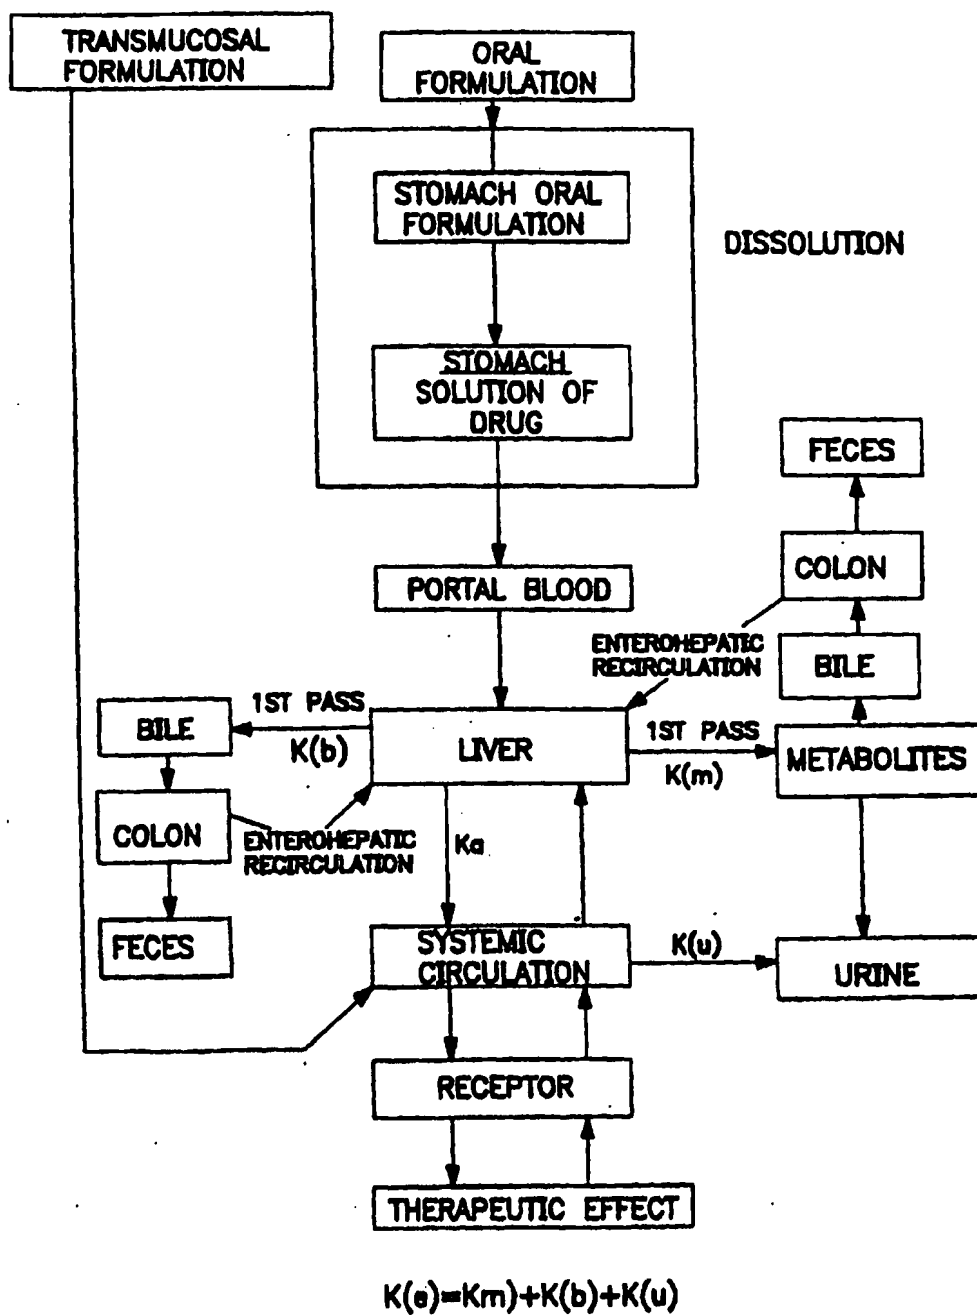 TRANSMUCOSAL
FORMULATION
ORAL
FORMULATION
STOMACH ORAL
FORMULATION
DISSOLUTION
STOMACH
SOLUTION OF
DRUG
FECES
COLON
PORTAL BLOOD
ENTEROHEPATIC
RECIRCULATION
BILE
BILE
1ST PASS
K(b)
LIVER
1ST PASS
K(m)
METABOLITES
COLON
ENTEROHEPATIC
RECIRCULATION
Ka
FECES
SYSTEMIC
CIRCULATION
K(u)
URINE
RECEPTOR
THERAPEUTIC EFFECT
K(e)=Km)+K(b)+K(u)